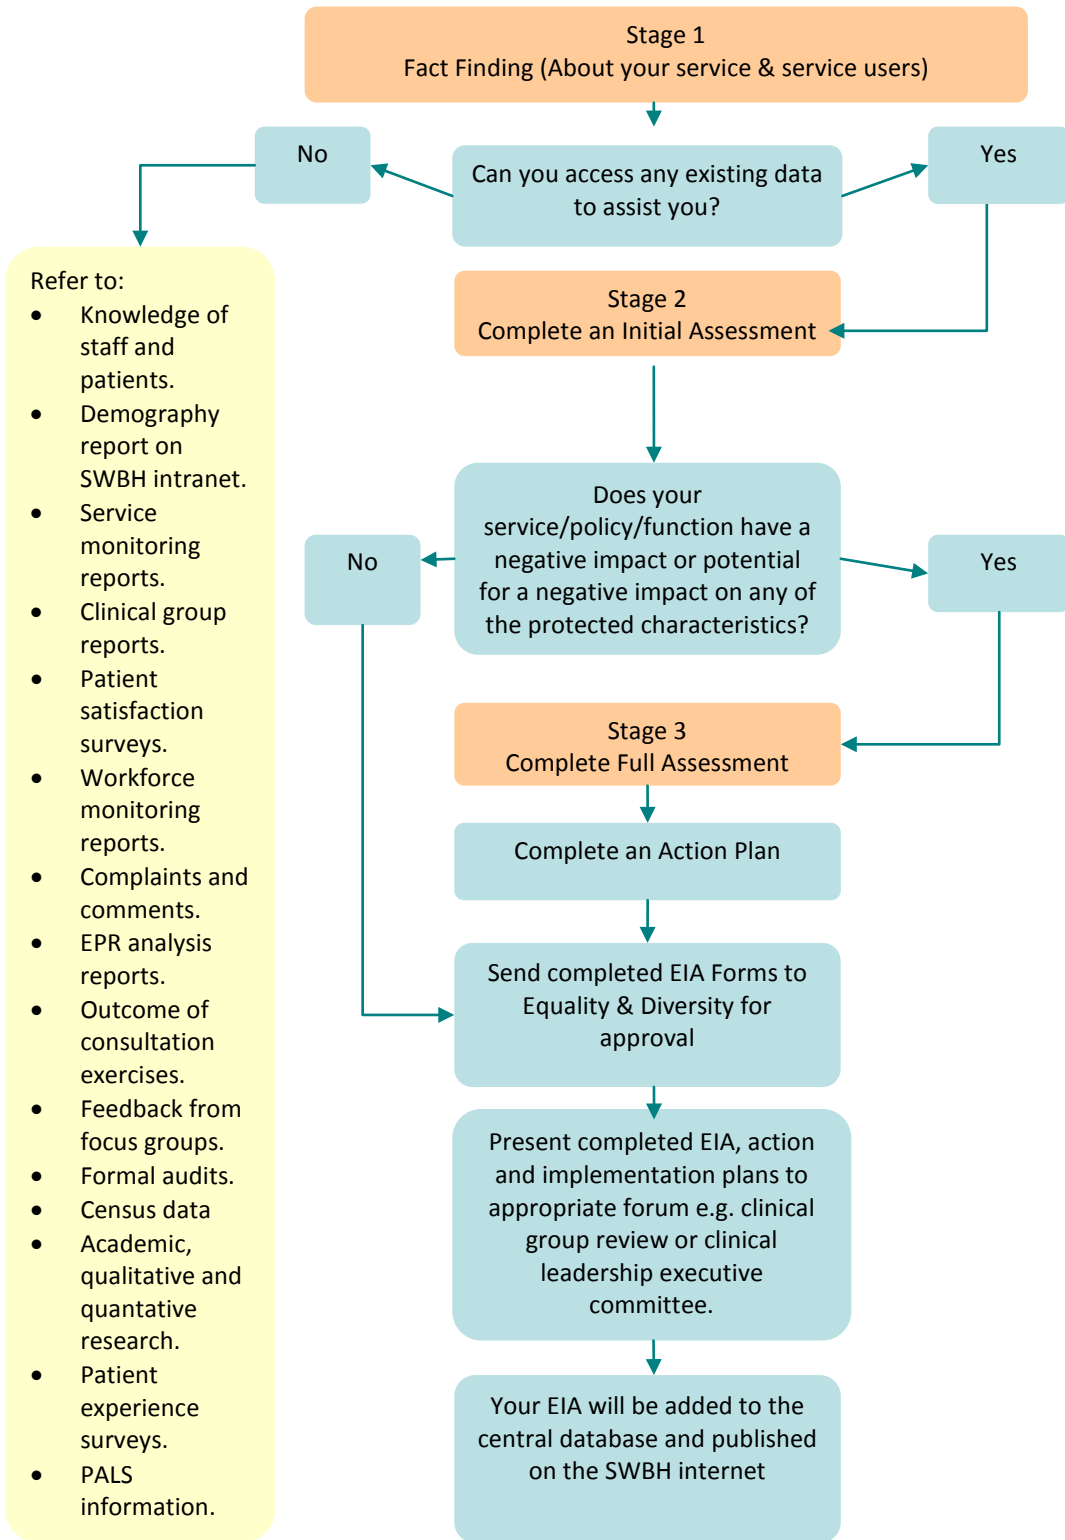 Stage 1
Fact Finding (About your service & service users)
No
Can you access any existing data
to assist you?
Yes
Refer to:
• Knowledge of
staff and
patients.
• Demography
report on
SWBH intranet.
• Service
monitoring
reports.
• Clinical group
reports.
• Patient
satisfaction
surveys.
• Workforce
monitoring
reports.
• Complaints and
comments.
• EPR analysis
reports.
• Outcome of
consultation
exercises.
• Feedback from
focus groups.
• Formal audits.
• Census data
• Academic,
qualitative and
quantative
research.
• Patient
experience
surveys.
• PALS
information.
Stage 2
Complete an Initial Assessment
No
Does your
service/policy/function have a
negative impact or potential
for a negative impact on any of
the protected characteristics?
Yes
Stage 3
Complete Full Assessment
Complete an Action Plan
Send completed EIA Forms to
Equality & Diversity for
approval
Present completed EIA, action
and implementation plans to
appropriate forum e.g. clinical
group review or clinical
leadership executive
committee.
Your EIA will be added to the
central database and published
on the SWBH internet